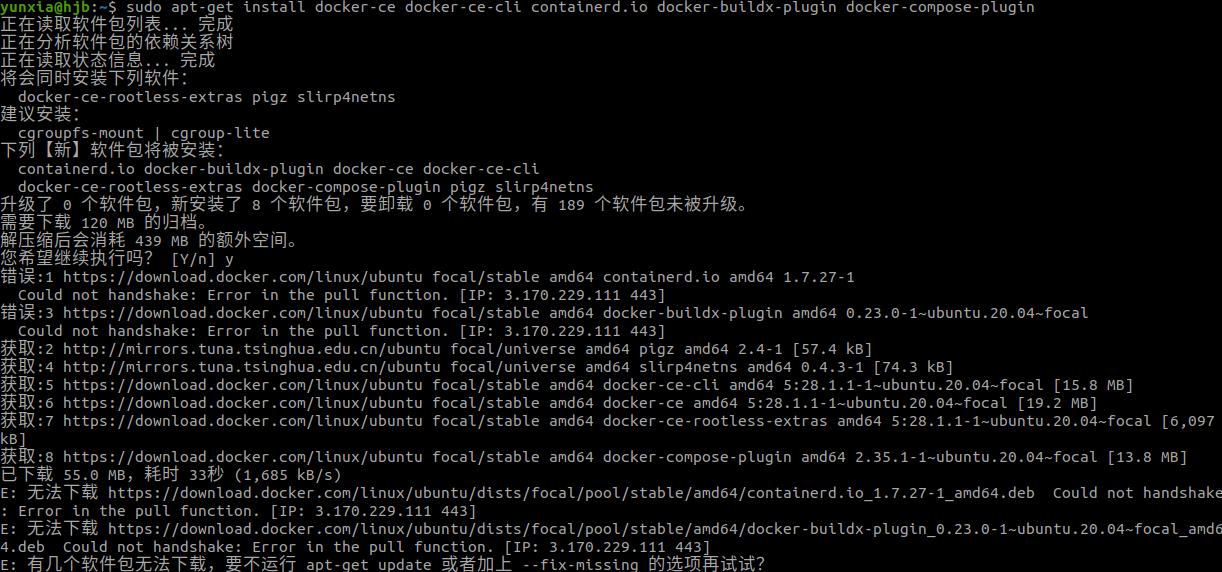 yunxia@hjb:~$ sudo apt-get install docker-ce docker-ce-cli containerd.io docker-buildx-plugin docker-compose-plugin
正在读取软件包列表... 完成
正在分析软件包的依赖关系树
正在读取状态信息... 完成
将会同时安装下列软件：
  docker-ce-rootless-extras pigz slirp4netns
建议安装：
  cgroupfs-mount | cgroup-lite
下列【新】软件包将被安装：
  containerd.io docker-buildx-plugin docker-ce docker-ce-cli
  docker-ce-rootless-extras docker-compose-plugin pigz slirp4netns
升级了 0 个软件包，新安装了 8 个软件包，要卸载 0 个软件包，有 189 个软件包未被升级。
需要下载 120 MB 的归档。
解压缩后会消耗 439 MB 的额外空间。
您希望继续执行吗？ [Y/n] y
错误:1 https://download.docker.com/linux/ubuntu focal/stable amd64 containerd.io amd64 1.7.27-1
  Could not handshake: Error in the pull function. [IP: 3.170.229.111 443]
错误:3 https://download.docker.com/linux/ubuntu focal/stable amd64 docker-buildx-plugin amd64 0.23.0-1~ubuntu.20.04~focal
  Could not handshake: Error in the pull function. [IP: 3.170.229.111 443]
获取:2 http://mirrors.tuna.tsinghua.edu.cn/ubuntu focal/universe amd64 pigz amd64 2.4-1 [57.4 kB]
获取:4 http://mirrors.tuna.tsinghua.edu.cn/ubuntu focal/universe amd64 slirp4netns amd64 0.4.3-1 [74.3 kB]
获取:5 https://download.docker.com/linux/ubuntu focal/stable amd64 docker-ce-cli amd64 5:28.1.1-1~ubuntu.20.04~focal [15.8 MB]
获取:6 https://download.docker.com/linux/ubuntu focal/stable amd64 docker-ce amd64 5:28.1.1-1~ubuntu.20.04~focal [19.2 MB]
获取:7 https://download.docker.com/linux/ubuntu focal/stable amd64 docker-ce-rootless-extras amd64 5:28.1.1-1~ubuntu.20.04~focal [6,097
kB]
获取:8 https://download.docker.com/linux/ubuntu focal/stable amd64 docker-compose-plugin amd64 2.35.1-1~ubuntu.20.04~focal [13.8 MB]
已下载 55.0 MB，耗时 33秒 (1,685 kB/s)
E: 无法下载 https://download.docker.com/linux/ubuntu/dists/focal/pool/stable/amd64/containerd.io_1.7.27-1_amd64.deb  Could not handshake
: Error in the pull function. [IP: 3.170.229.111 443]
E: 无法下载 https://download.docker.com/linux/ubuntu/dists/focal/pool/stable/amd64/docker-buildx-plugin_0.23.0-1~ubuntu.20.04~focal_amd6
4.deb  Could not handshake: Error in the pull function. [IP: 3.170.229.111 443]
E: 有几个软件包无法下载，要不运行 apt-get update 或者加上 --fix-missing 的选项再试试？